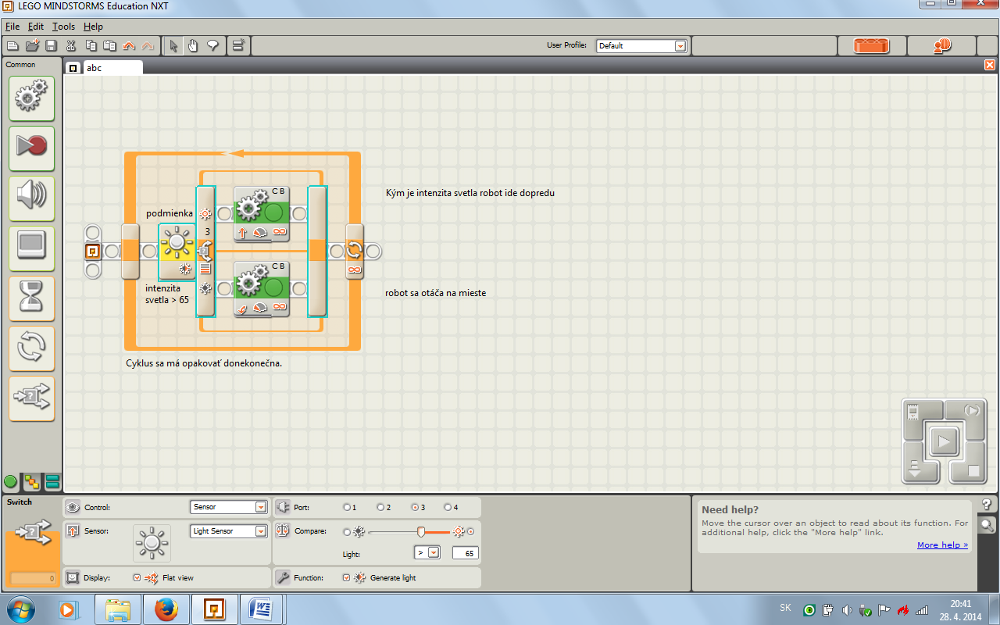 LEGO MINDSTORMS Education NXT
File Edit Tools Help
User Profile: Default
Common
abc
C B
Kým je intenzita svetla robot ide dopredu
podmienka
3
C B
intenzita
svetla > 65
robot sa otáča na mieste
Cyklus sa má opakovať donekonečna.
Switch
Control: Sensor
Port: 1 2 3 4
Sensor: Light Sensor
Compare:
Light: > 65
0
Display: Flat view
Function: Generate light
Need help?
Move the cursor over an object to read about its function. For
additional help, click the "More help" link.
More help »
SK
20:41
28. 4. 2014